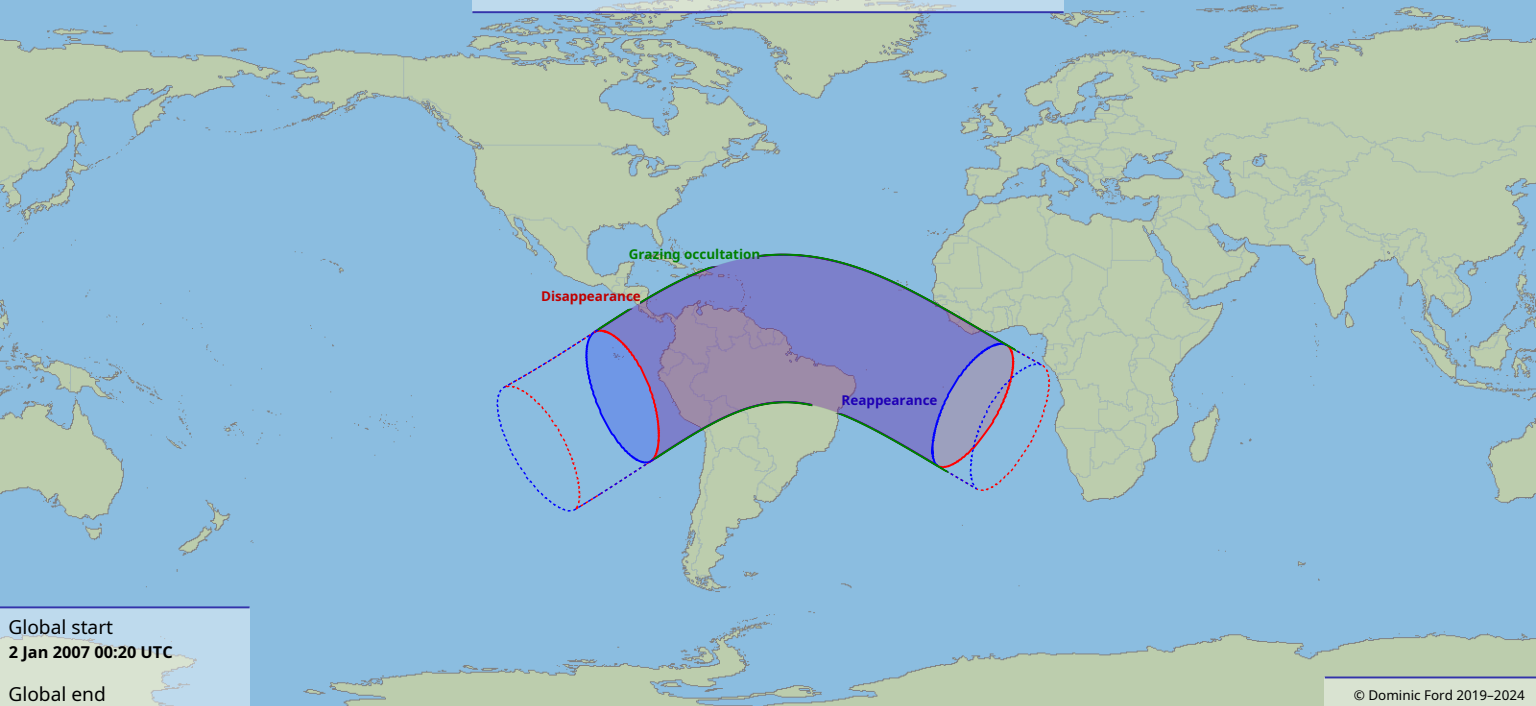 Grazing occultation
Disappearance
Reappearance
Global start
2 Jan 2007 00:20 UTC
Global end
© Dominic Ford 2019–2024